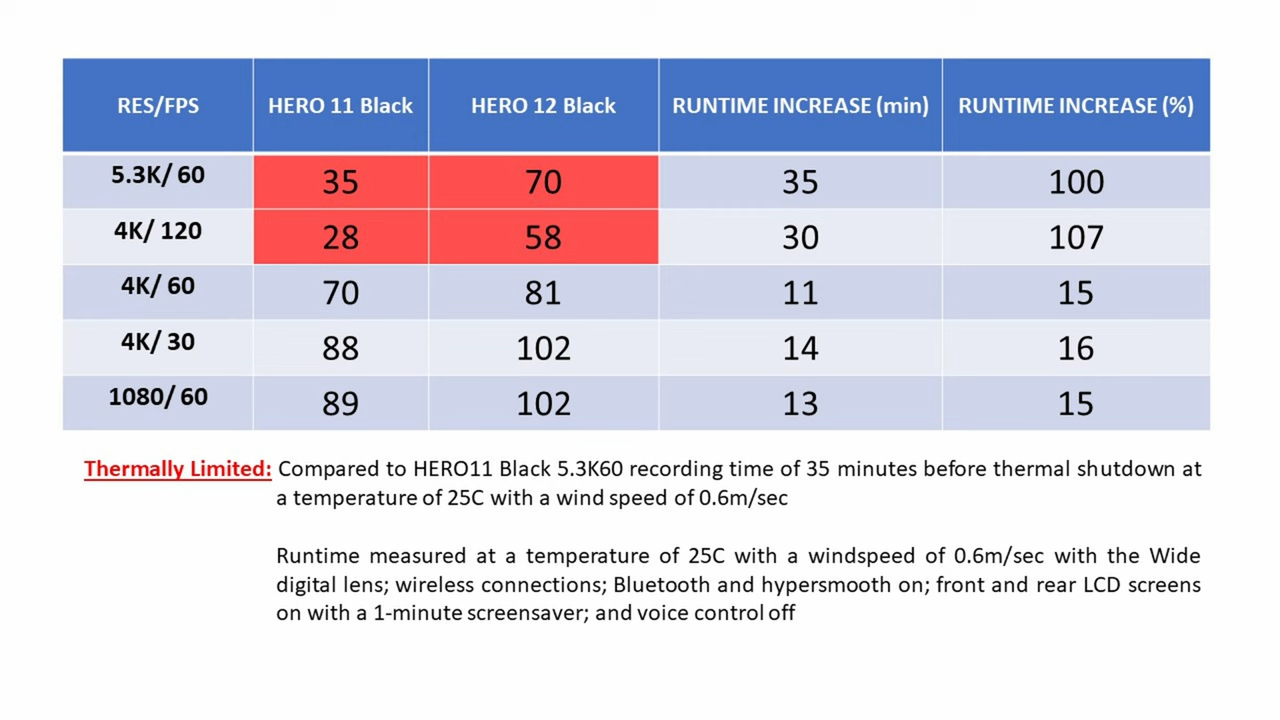 RES/FPS HERO 11 Black HERO 12 Black RUNTIME INCREASE (min) RUNTIME INCREASE (%)
5.3K/ 60 35 70 35 100
4K/ 120 28 58 30 107
4K/ 60 70 81 11 15
4K/ 30 88 102 14 16
1080/ 60 89 102 13 15
Thermally Limited: Compared to HERO11 Black 5.3K60 recording time of 35 minutes before thermal shutdown at
a temperature of 25C with a wind speed of 0.6m/sec
Runtime measured at a temperature of 25C with a windspeed of 0.6m/sec with the Wide
digital lens; wireless connections; Bluetooth and hypersmooth on; front and rear LCD screens
on with a 1-minute screensaver; and voice control off